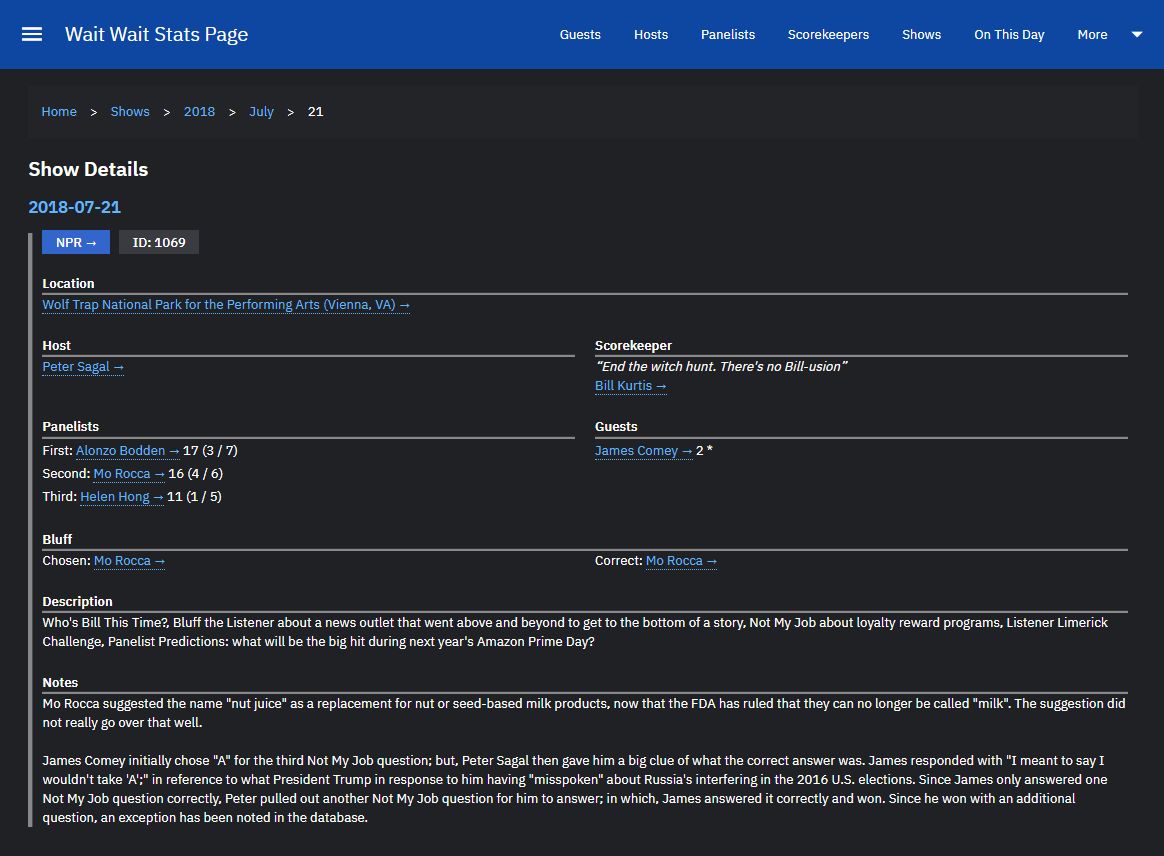 Wait Wait Stats Page
Guests Hosts Panelists Scorekeepers Shows On This Day More
Home > Shows > 2018 > July > 21
Show Details
2018-07-21
NPR → ID: 1069
Location
Wolf Trap National Park for the Performing Arts (Vienna, VA) →
Host
Peter Sagal →
Scorekeeper
“End the witch hunt. There's no Bill-usion”
Bill Kurtis →
Panelists
First: Alonzo Bodden → 17 (3 / 7)
Second: Mo Rocca → 16 (4 / 6)
Third: Helen Hong → 11 (1 / 5)
Guests
James Comey → 2 *
Bluff
Chosen: Mo Rocca →
Correct: Mo Rocca →
Description
Who's Bill This Time?, Bluff the Listener about a news outlet that went above and beyond to get to the bottom of a story, Not My Job about loyalty reward programs, Listener Limerick
Challenge, Panelist Predictions: what will be the big hit during next year's Amazon Prime Day?
Notes
Mo Rocca suggested the name "nut juice" as a replacement for nut or seed-based milk products, now that the FDA has ruled that they can no longer be called "milk". The suggestion did
not really go over that well.
James Comey initially chose "A" for the third Not My Job question; but, Peter Sagal then gave him a big clue of what the correct answer was. James responded with "I meant to say I
wouldn't take 'A';" in reference to what President Trump in response to him having "misspoken" about Russia's interfering in the 2016 U.S. elections. Since James only answered one
Not My Job question correctly, Peter pulled out another Not My Job question for him to answer; in which, James answered it correctly and won. Since he won with an additional
question, an exception has been noted in the database.